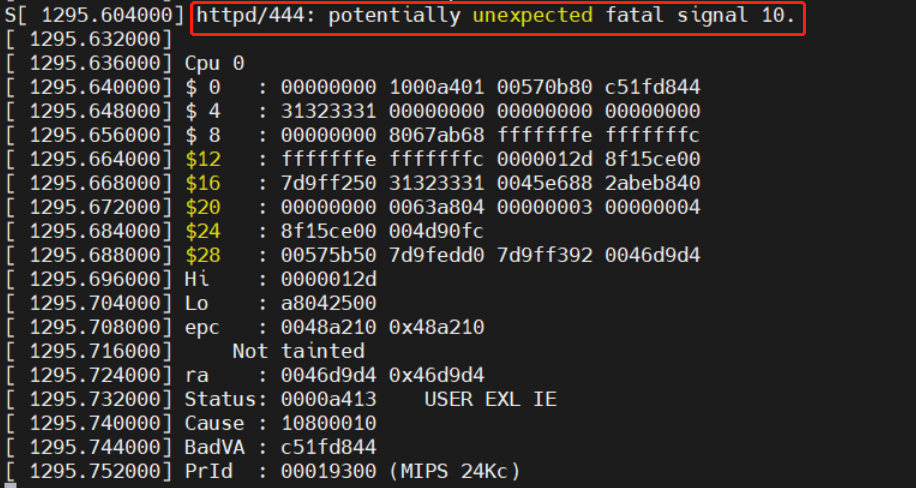 S[ 1295.604000] httpd/444: potentially unexpected fatal signal 10.
[ 1295.632000]
[ 1295.636000] Cpu 0
[ 1295.640000] $ 0   : 00000000 1000a401 00570b80 c51fd844
[ 1295.648000] $ 4   : 31323331 00000000 00000000 00000000
[ 1295.656000] $ 8   : 00000000 8067ab68 fffffffe fffffffc
[ 1295.664000] $12   : fffffffe fffffffc 0000012d 8f15ce00
[ 1295.668000] $16   : 7d9ff250 31323331 0045e688 2abeb840
[ 1295.672000] $20   : 00000000 0063a804 00000003 00000004
[ 1295.684000] $24   : 8f15ce00 004d90fc
[ 1295.688000] $28   : 00575b50 7d9fedd0 7d9ff392 0046d9d4
[ 1295.696000] Hi    : 0000012d
[ 1295.704000] Lo    : a8042500
[ 1295.708000] epc   : 0048a210 0x48a210
[ 1295.716000]     Not tainted
[ 1295.724000] ra    : 0046d9d4 0x46d9d4
[ 1295.732000] Status: 0000a413    USER EXL IE
[ 1295.740000] Cause : 10800010
[ 1295.744000] BadVA : c51fd844
[ 1295.752000] PrId  : 00019300 (MIPS 24Kc)